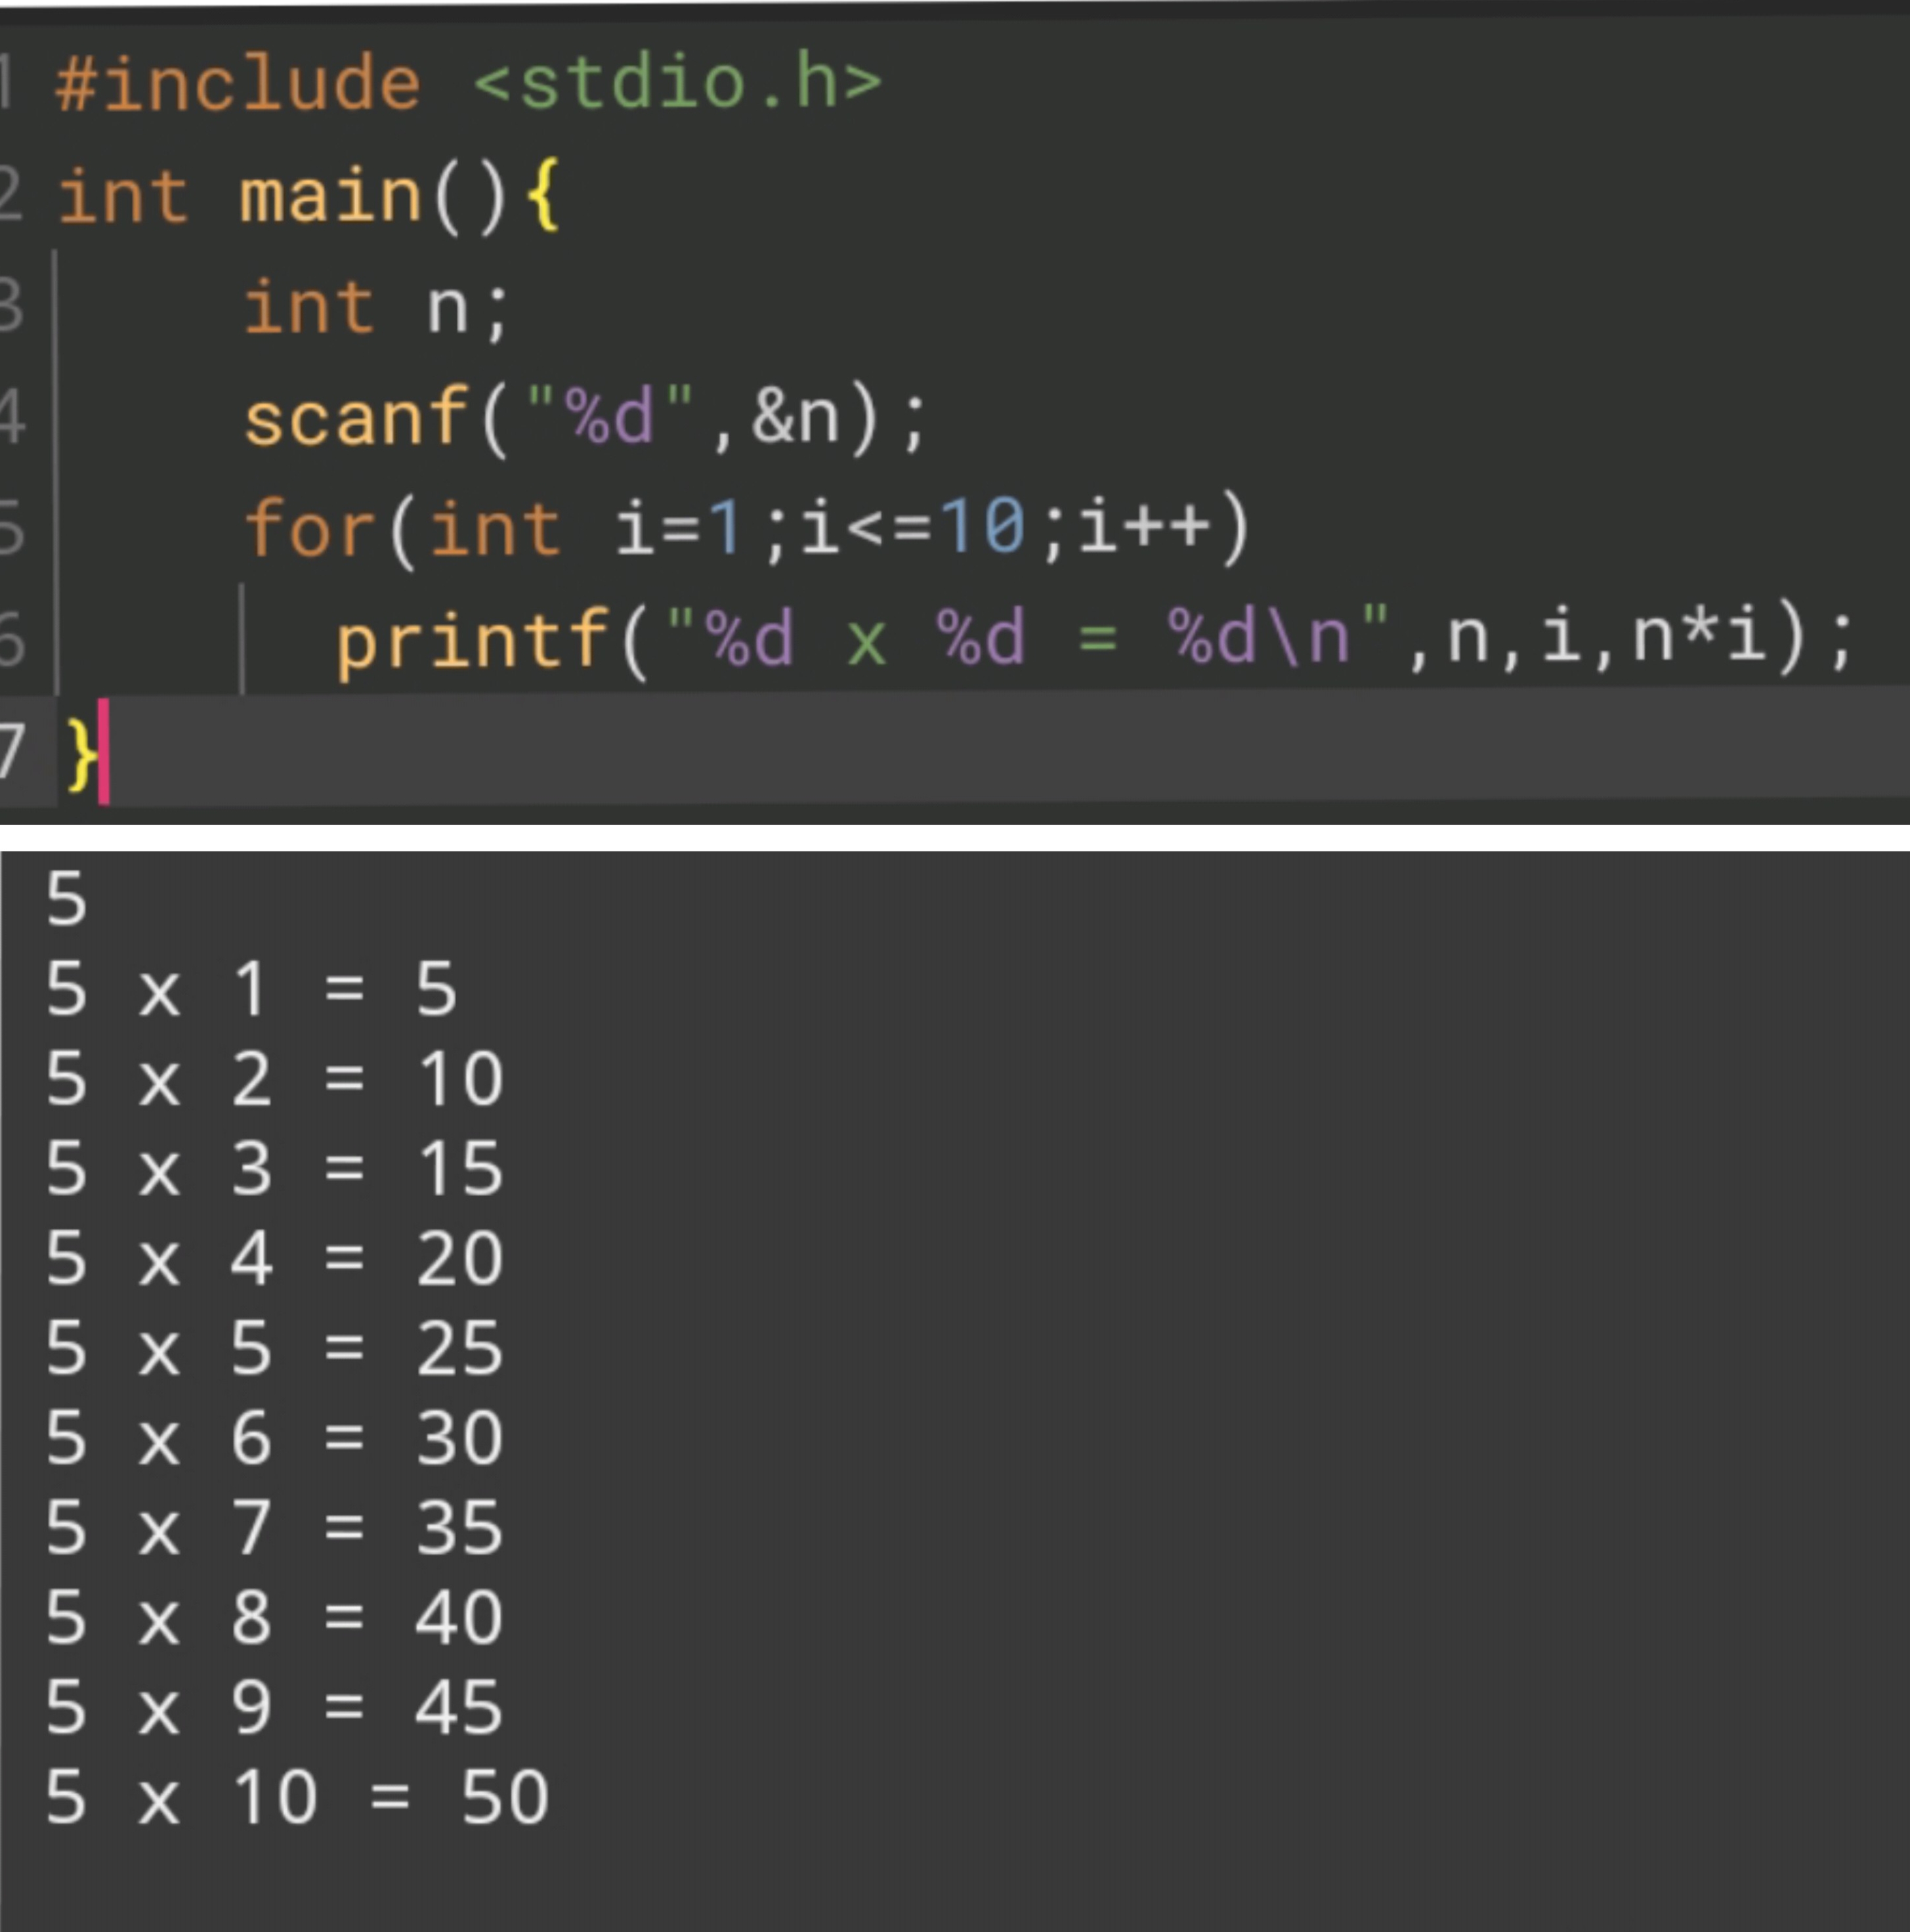 1 #include <stdio.h>
2 int main(){
3     int n;
4     scanf("%d",&n);
5     for(int i=1;i<=10;i++)
6       printf("%d x %d = %d\n",n,i,n*i);
7 }
5
5 x 1 = 5
5 x 2 = 10
5 x 3 = 15
5 x 4 = 20
5 x 5 = 25
5 x 6 = 30
5 x 7 = 35
5 x 8 = 40
5 x 9 = 45
5 x 10 = 50